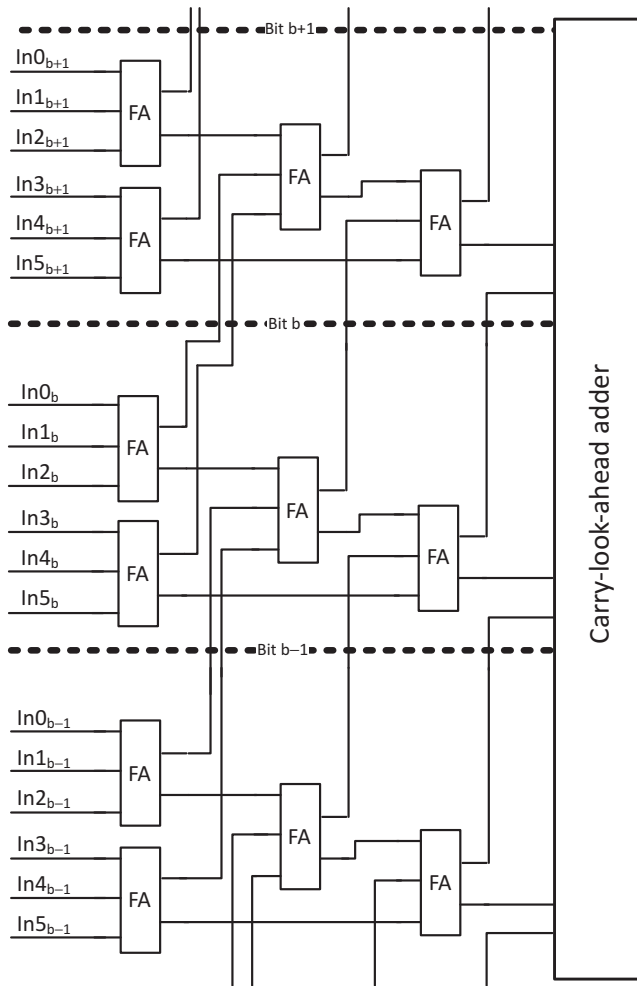 Bit b+1
In0b+1
In1b+1
FA
In2b+1
FA
In3b+1
FA
In4b+1
FA
In5b+1
Bit b
In0b
In1b
FA
In2b
FA
In3b
FA
In4b
FA
In5b
Bit b−1
In0b−1
In1b−1
FA
In2b−1
FA
In3b−1
FA
In4b−1
FA
In5b−1
Carry-look-ahead adder